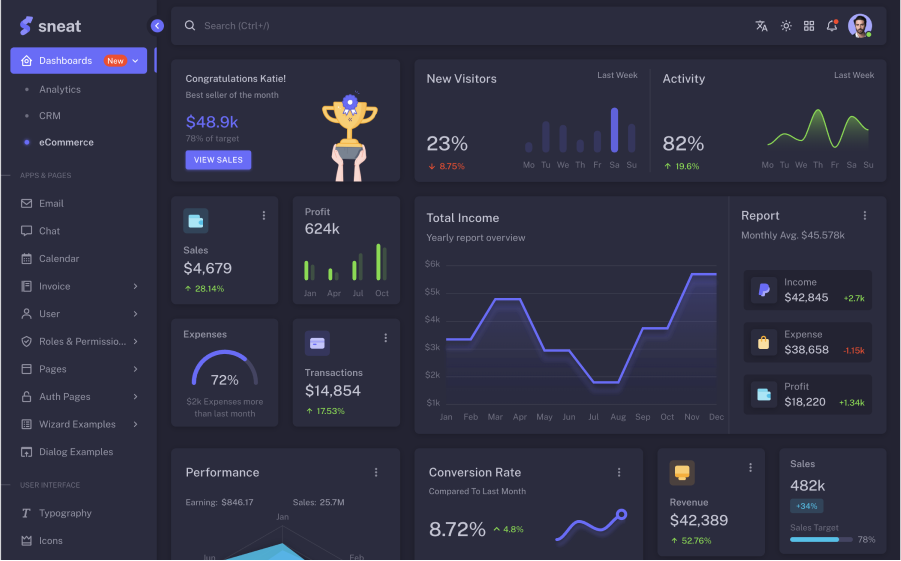 sneat
Search (Ctrl+/)
Dashboards New
Analytics
CRM
eCommerce
APPS & PAGES
Email
Chat
Calendar
Invoice
User
Roles & Permissio...
Pages
Auth Pages
Wizard Examples
Dialog Examples
USER INTERFACE
Typography
Icons
Congratulations Katie!
Best seller of the month
$48.9k
78% of target
VIEW SALES
New Visitors
Last Week
23%
8.75%
Mo Tu We Th Fr Sa Su
Activity
Last Week
82%
19.6%
Mo Tu We Th Fr Sa Su
Sales
$4,679
28.14%
Profit
624k
Jan Apr Jul Oct
Expenses
72%
$2k Expenses more
than last month
Transactions
$14,854
17.53%
Total Income
Yearly report overview
$6k
$5k
$4k
$3k
$2k
$1k
Jan Feb Mar Apr May Jun Jul Aug Sep Oct Nov Dec
Report
Monthly Avg. $45.578k
Income
$42,845 +2.7k
Expense
$38,658 -1.15k
Profit
$18,220 +1.34k
Performance
Earning: $846.17 Sales: 25.7M
Jan
Jun Feb
Conversion Rate
Compared To Last Month
8.72% 4.8%
Revenue
$42,389
52.76%
Sales
482k
+34%
Sales Target
78%